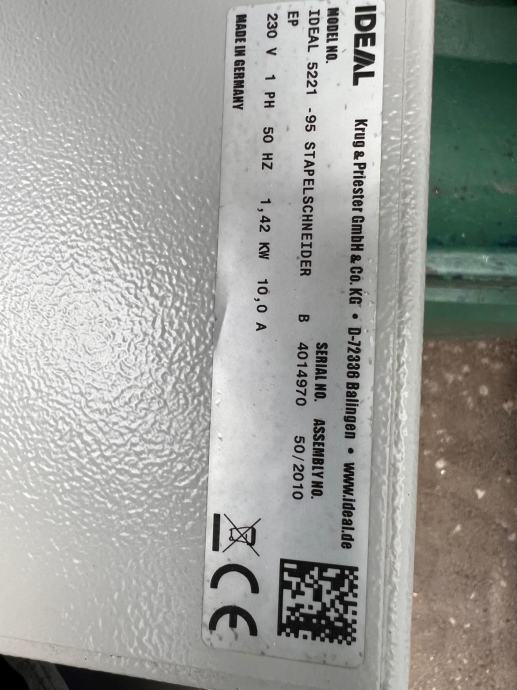 IDEAL Krug & Priester GmbH & Co. KG • D-72336 Balingen • www.ideal.de
MODEL NO. SERIAL NO. ASSEMBLY NO.
IDEAL 5221 -95 STAPELSCHNEIDER B 4014970 50/2010
EP
230 V 1 PH 50 HZ 1,42 KW 10,0 A
MADE IN GERMANY
CE